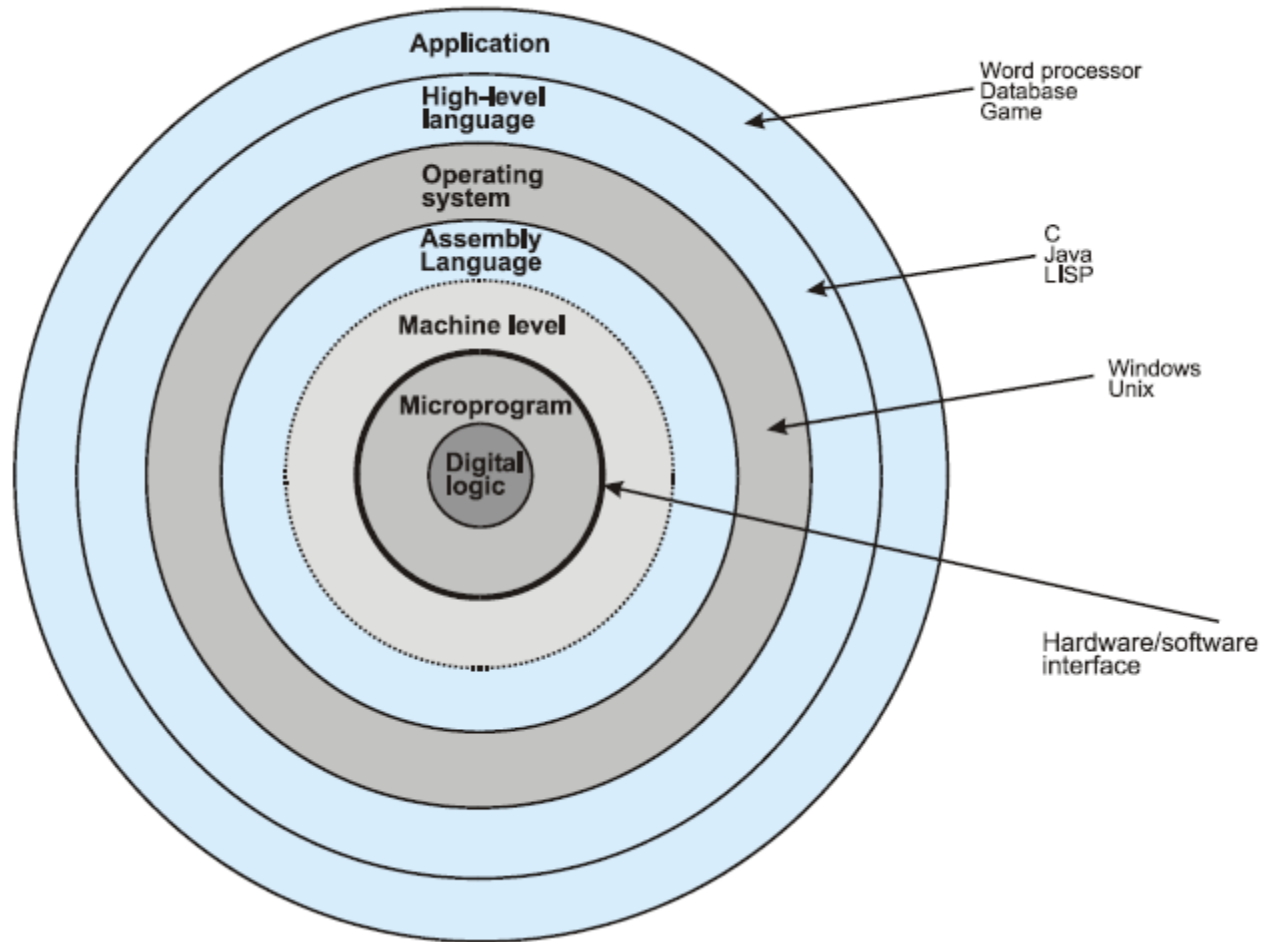 Application
High-level
language
Operating
system
Assembly
Language
Machine level
Microprogram
Digital
logic
Word processor
Database
Game
C
Java
LISP
Windows
Unix
Hardware/software
interface